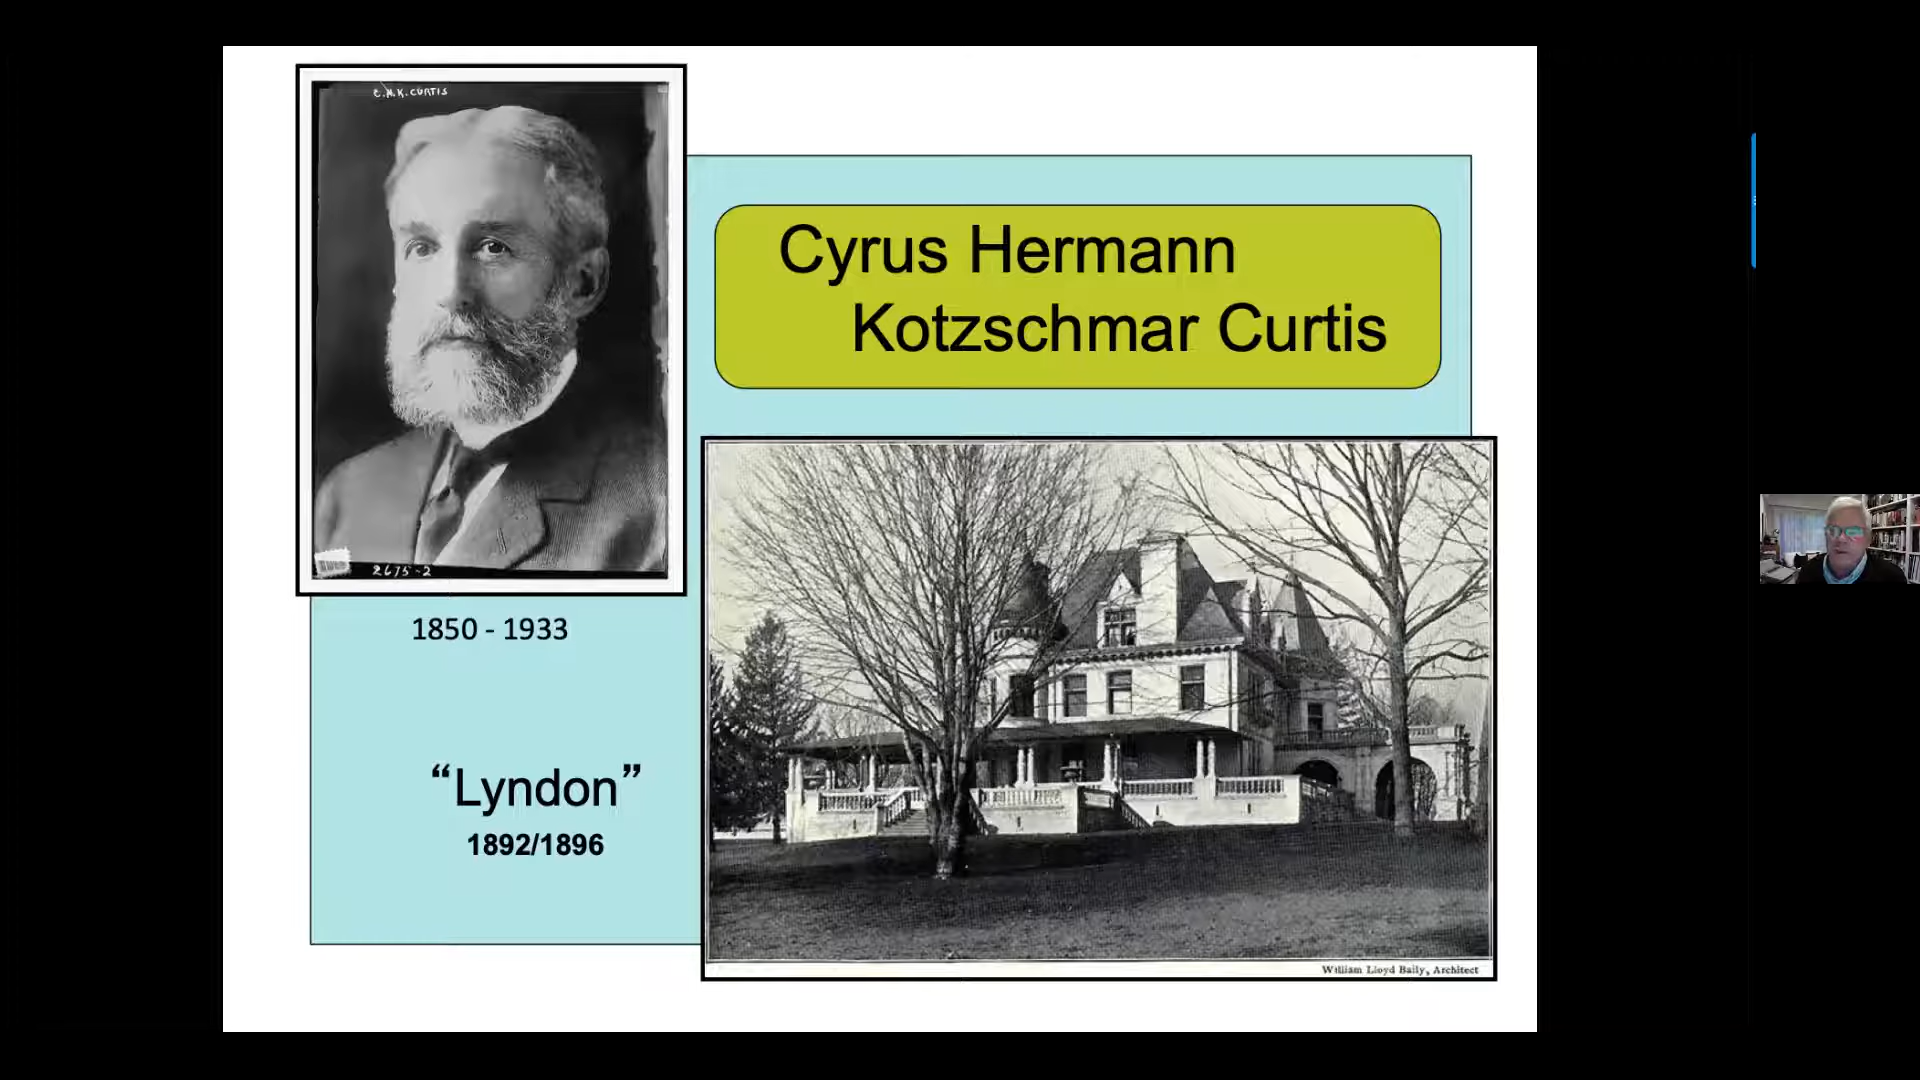 C.H.K. CURTIS
2675-2
Cyrus Hermann
Kotzschmar Curtis
1850 - 1933
“Lyndon”
1892/1896
William Lloyd Baily, Architect